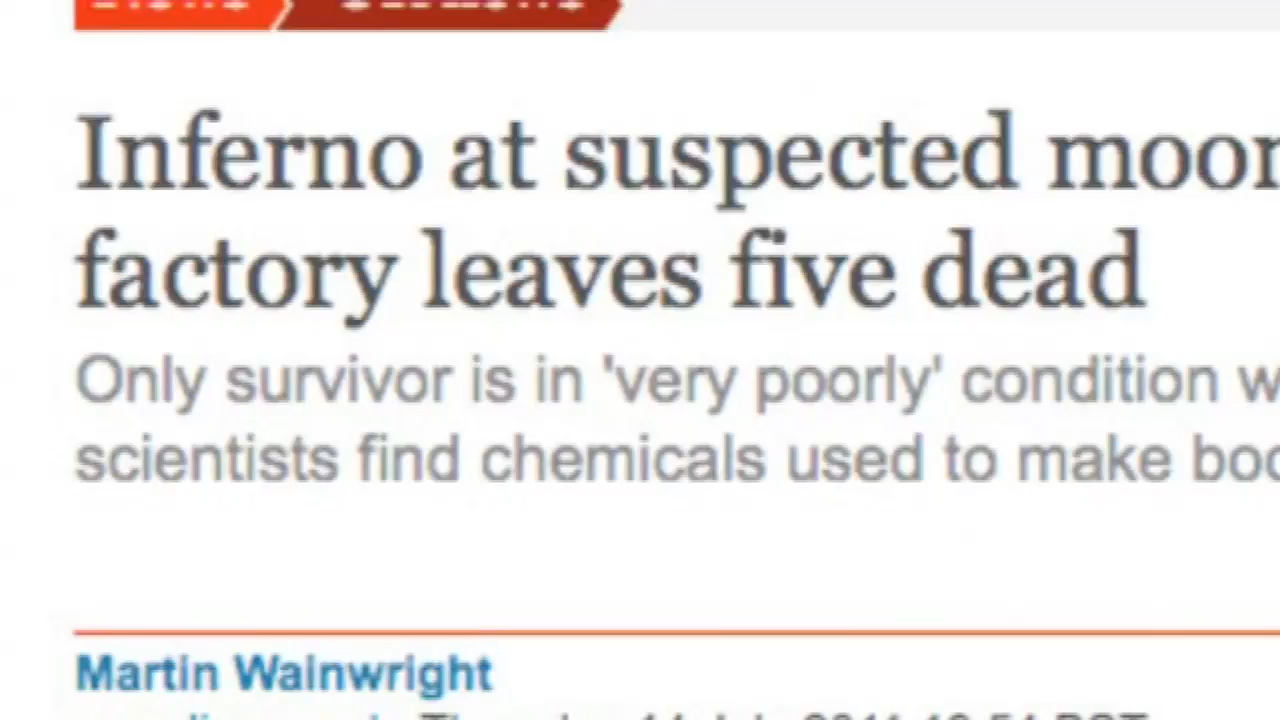 Inferno at suspected moon
factory leaves five dead
Only survivor is in 'very poorly' condition w
scientists find chemicals used to make boo
Martin Wainwright